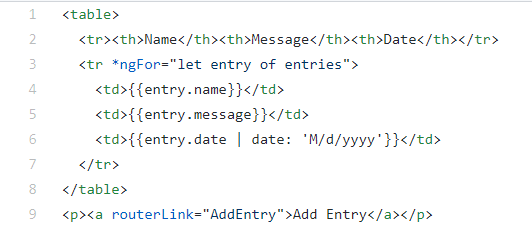 1 <table>
2 <tr><th>Name</th><th>Message</th><th>Date</th></tr>
3 <tr *ngFor="let entry of entries">
4 <td>{{entry.name}}</td>
5 <td>{{entry.message}}</td>
6 <td>{{entry.date | date: 'M/d/yyyy'}}</td>
7 </tr>
8 </table>
9 <p><a routerLink="AddEntry">Add Entry</a></p>